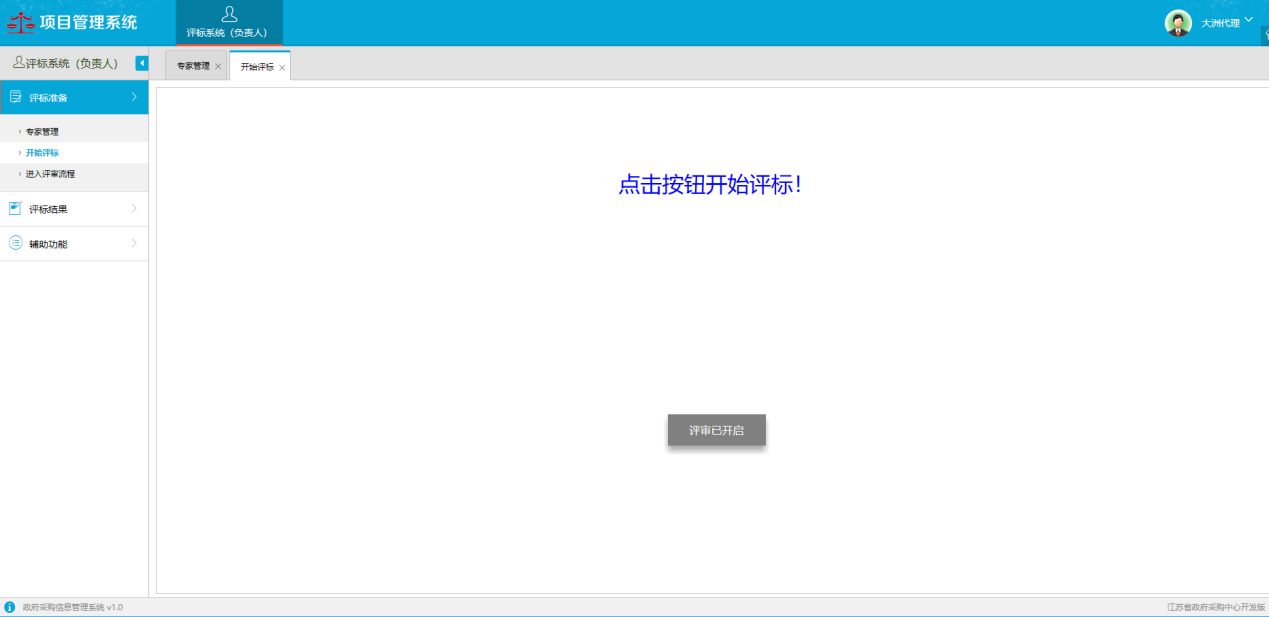 项目管理系统
评标系统（负责人）
大洲代理
评标系统（负责人）
专家管理
开始评标
评标准备
专家管理
开始评标
进入评审流程
评标结果
辅助功能
点击按钮开始评标！
评审已开启
政府采购信息管理系统 v1.0
江苏省政府采购中心开发版